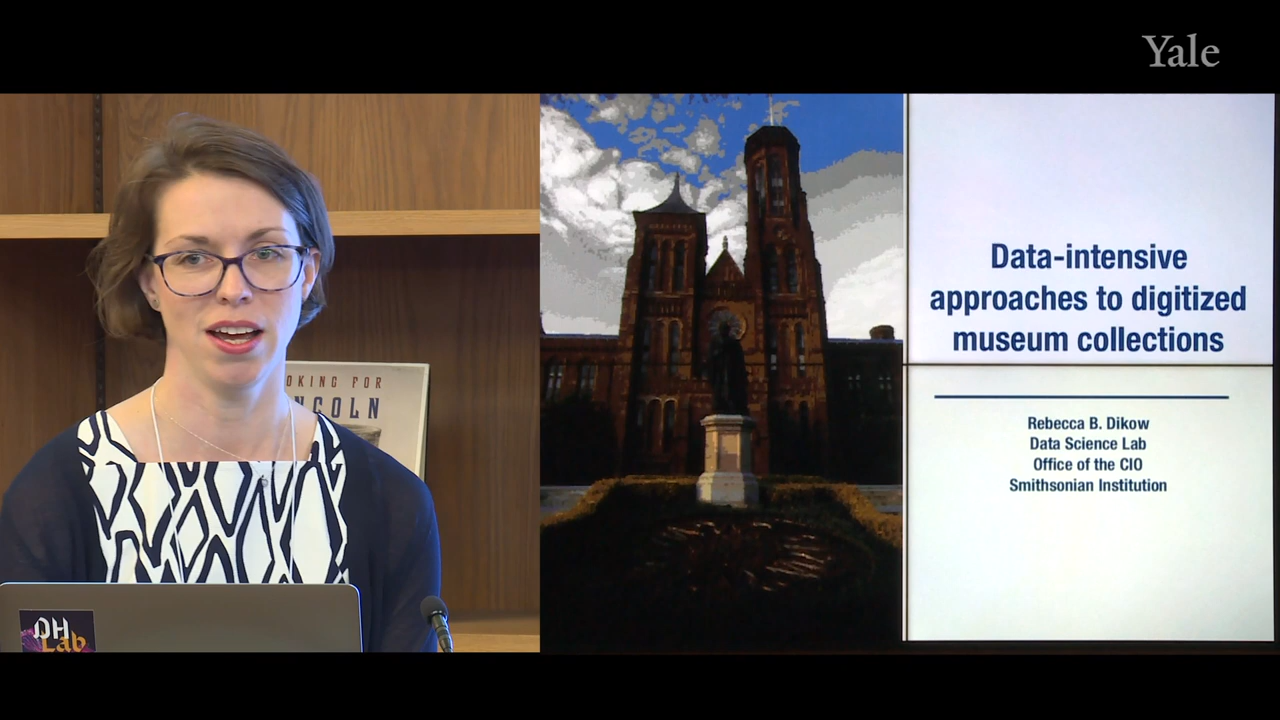 Yale
OKING FOR
NCOLN
DH
Lab
Data-intensive
approaches to digitized
museum collections
Rebecca B. Dikow
Data Science Lab
Office of the CIO
Smithsonian Institution